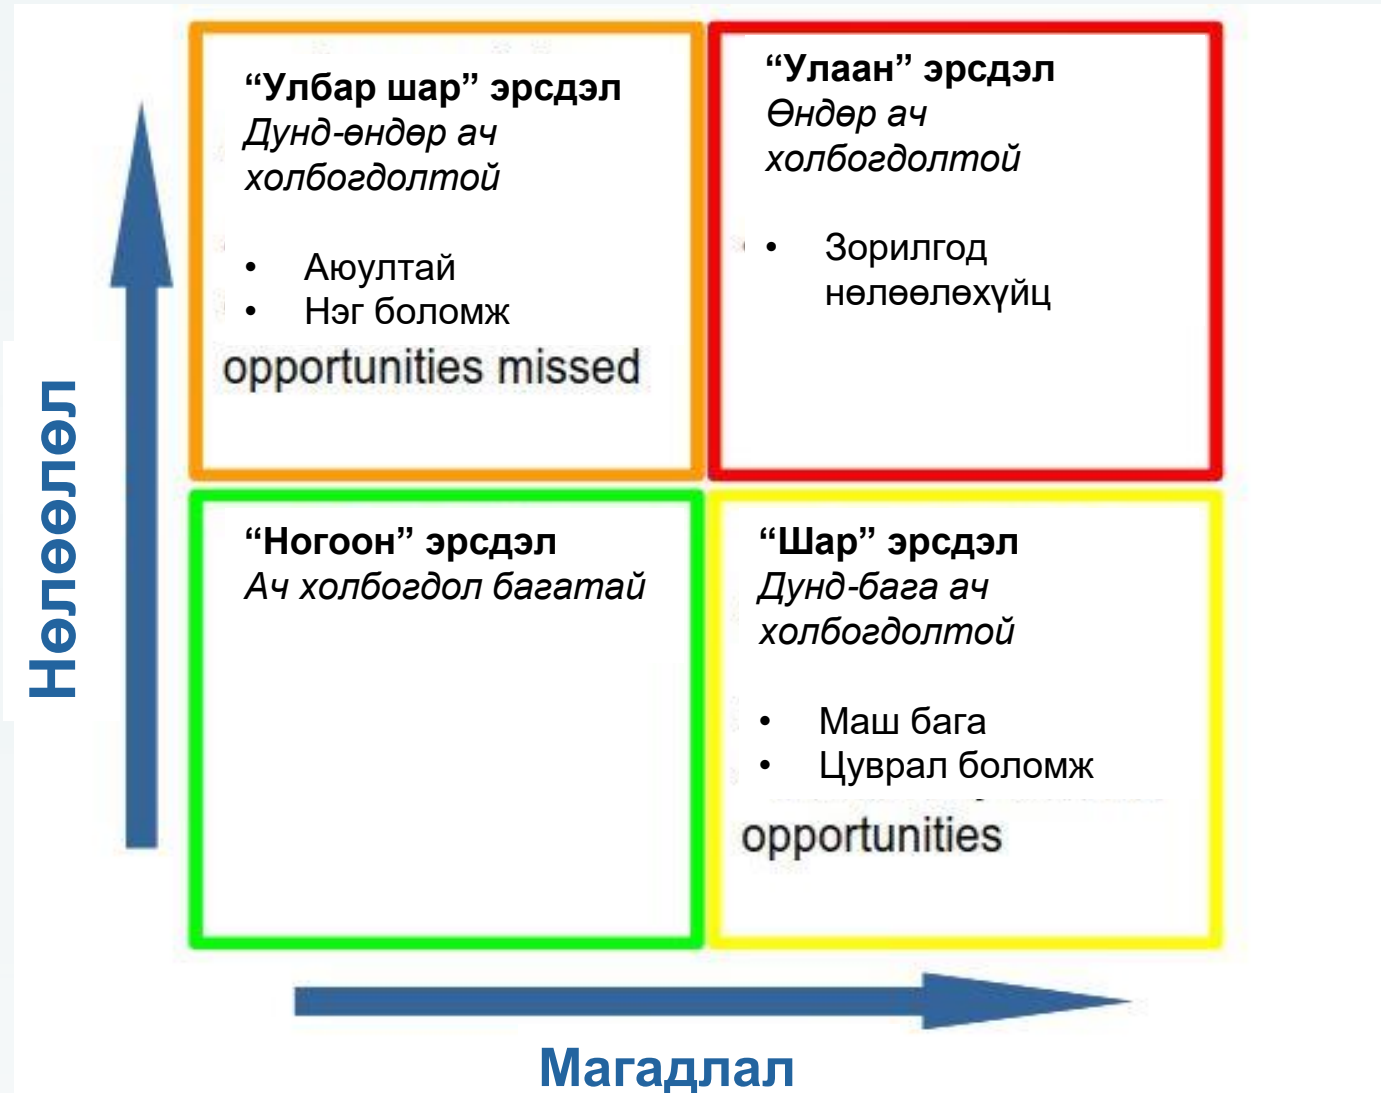 “Улбар шар” эрсдэл
Дунд-өндөр ач
холбогдолтой
• Аюултай
• Нэг боломж
opportunities missed
“Улаан” эрсдэл
Өндөр ач
холбогдолтой
• Зорилгод
нөлөөлөхүйц
“Ногоон” эрсдэл
Ач холбогдол багатай
“Шар” эрсдэл
Дунд-бага ач
холбогдолтой
• Маш бага
• Цуврал боломж
opportunities
Нөлөөлөл
Магадлал